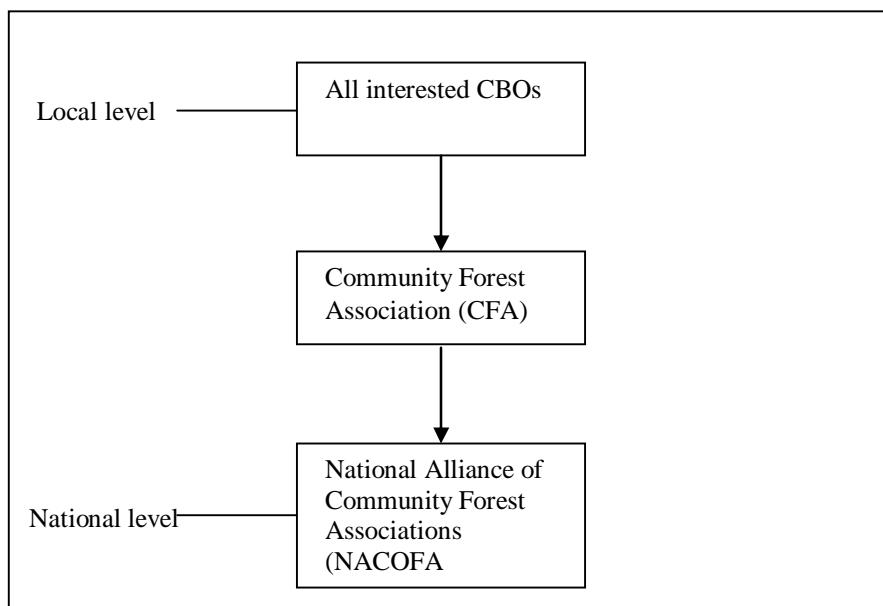 All interested CBOs
Local level
Community Forest
Association (CFA)
National Alliance of
Community Forest
Associations
(NACOFA
National level